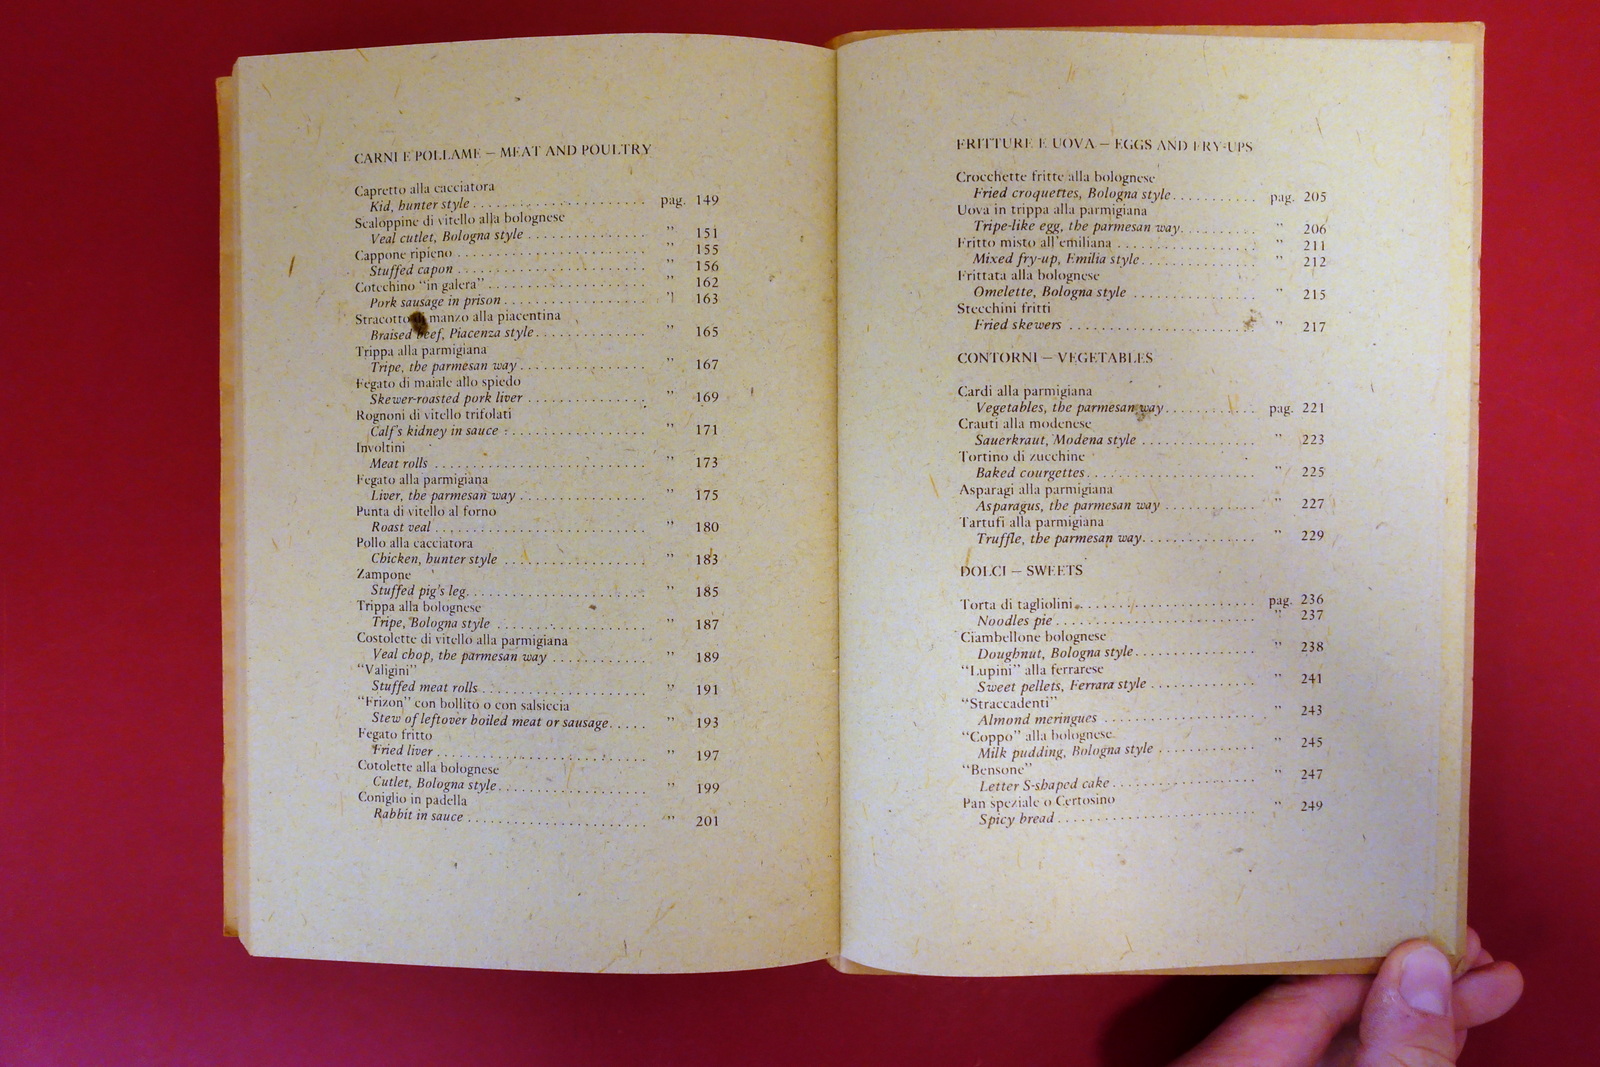 CARNI E POLLAME — MEAT AND POULTRY
Capretto alla cacciatora
Kid, hunter style . . . . . . . . . . . . . . . . . . . . . . pag. 149
Scaloppine di vitello alla bolognese
Veal cutlet, Bologna style . . . . . . . . . . . . . . . ” 151
Cappone ripieno . . . . . . . . . . . . . . . . . . . . . . . . ” 155
Stuffed capon . . . . . . . . . . . . . . . . . . . . . . . . ” 156
Cotechino “in galera” . . . . . . . . . . . . . . . . . . . . ” 162
Pork sausage in prison . . . . . . . . . . . . . . . . . . ” 163
Stracotto di manzo alla piacentina
Braised beef, Piacenza style . . . . . . . . . . . . . . ” 165
Trippa alla parmigiana
Tripe, the parmesan way . . . . . . . . . . . . . . . . ” 167
Fegato di maiale allo spiedo
Skewer-roasted pork liver . . . . . . . . . . . . . . . ” 169
Rognoni di vitello trifolati
Calf's kidney in sauce . . . . . . . . . . . . . . . . . . ” 171
Involtini
Meat rolls . . . . . . . . . . . . . . . . . . . . . . . . . . . ” 173
Fegato alla parmigiana
Liver, the parmesan way . . . . . . . . . . . . . . . . ” 175
Punta di vitello al forno
Roast veal . . . . . . . . . . . . . . . . . . . . . . . . . . . ” 180
Pollo alla cacciatora
Chicken, hunter style . . . . . . . . . . . . . . . . . . ” 183
Zampone
Stuffed pig's leg . . . . . . . . . . . . . . . . . . . . . . ” 185
Trippa alla bolognese
Tripe, Bologna style . . . . . . . . . . . . . . . . . . . ” 187
Costolette di vitello alla parmigiana
Veal chop, the parmesan way . . . . . . . . . . . . ” 189
“Valigini”
Stuffed meat rolls . . . . . . . . . . . . . . . . . . . . . ” 191
“Frizon” con bollito o con salsiccia
Stew of leftover boiled meat or sausage . . . . . ” 193
Fegato fritto
Fried liver . . . . . . . . . . . . . . . . . . . . . . . . . . . ” 197
Cotolette alla bolognese
Cutlet, Bologna style . . . . . . . . . . . . . . . . . . . ” 199
Coniglio in padella
Rabbit in sauce . . . . . . . . . . . . . . . . . . . . . . . ” 201
FRITTURE E UOVA — EGGS AND FRY-UPS
Crocchette fritte alla bolognese
Fried croquettes, Bologna style . . . . . . . . . . . pag. 205
Uova in trippa alla parmigiana
Tripe-like egg, the parmesan way . . . . . . . . . . ” 206
Fritto misto all'emiliana . . . . . . . . . . . . . . . . . . ” 211
Mixed fry-up, Emilia style . . . . . . . . . . . . . . . ” 212
Frittata alla bolognese
Omelette, Bologna style . . . . . . . . . . . . . . . . ” 215
Stecchini fritti
Fried skewers . . . . . . . . . . . . . . . . . . . . . . . . ” 217
CONTORNI — VEGETABLES
Cardi alla parmigiana
Vegetables, the parmesan way . . . . . . . . . . . . pag. 221
Crauti alla modenese
Sauerkraut, Modena style . . . . . . . . . . . . . . . ” 223
Tortino di zucchine
Baked courgettes . . . . . . . . . . . . . . . . . . . . . . ” 225
Asparagi alla parmigiana
Asparagus, the parmesan way . . . . . . . . . . . . ” 227
Tartufi alla parmigiana
Truffle, the parmesan way . . . . . . . . . . . . . . . ” 229
DOLCI — SWEETS
Torta di tagliolini . . . . . . . . . . . . . . . . . . . . . . . pag. 236
Noodles pie . . . . . . . . . . . . . . . . . . . . . . . . . . ” 237
Ciambellone bolognese
Doughnut, Bologna style . . . . . . . . . . . . . . . . ” 238
“Lupini” alla ferrarese
Sweet pellets, Ferrara style . . . . . . . . . . . . . . ” 241
“Straccadenti”
Almond meringues . . . . . . . . . . . . . . . . . . . . ” 243
“Coppo” alla bolognese
Milk pudding, Bologna style . . . . . . . . . . . . . ” 245
“Bensone”
Letter S-shaped cake . . . . . . . . . . . . . . . . . . . ” 247
Pan speziale o Certosino
Spicy bread . . . . . . . . . . . . . . . . . . . . . . . . . . ” 249